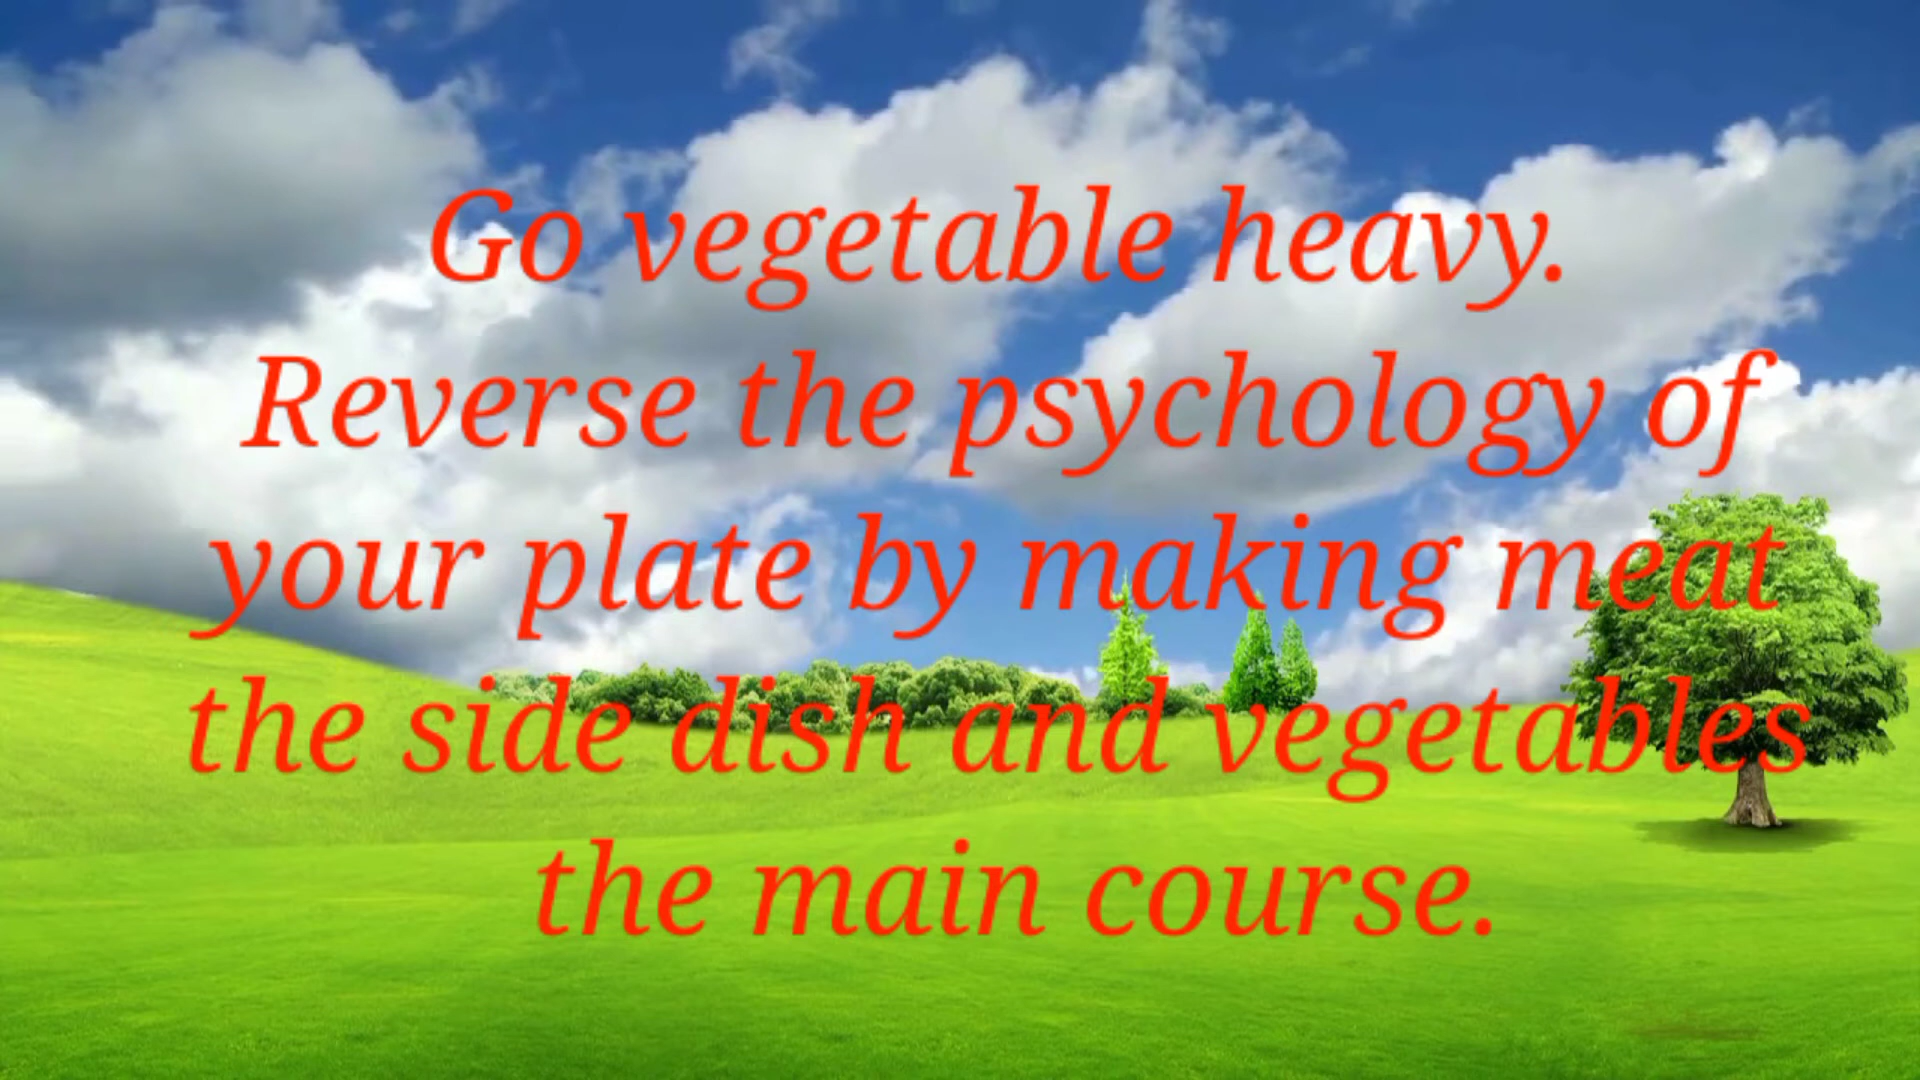 Go vegetable heavy.
Reverse the psychology of
your plate by making meat
the side dish and vegetables
the main course.